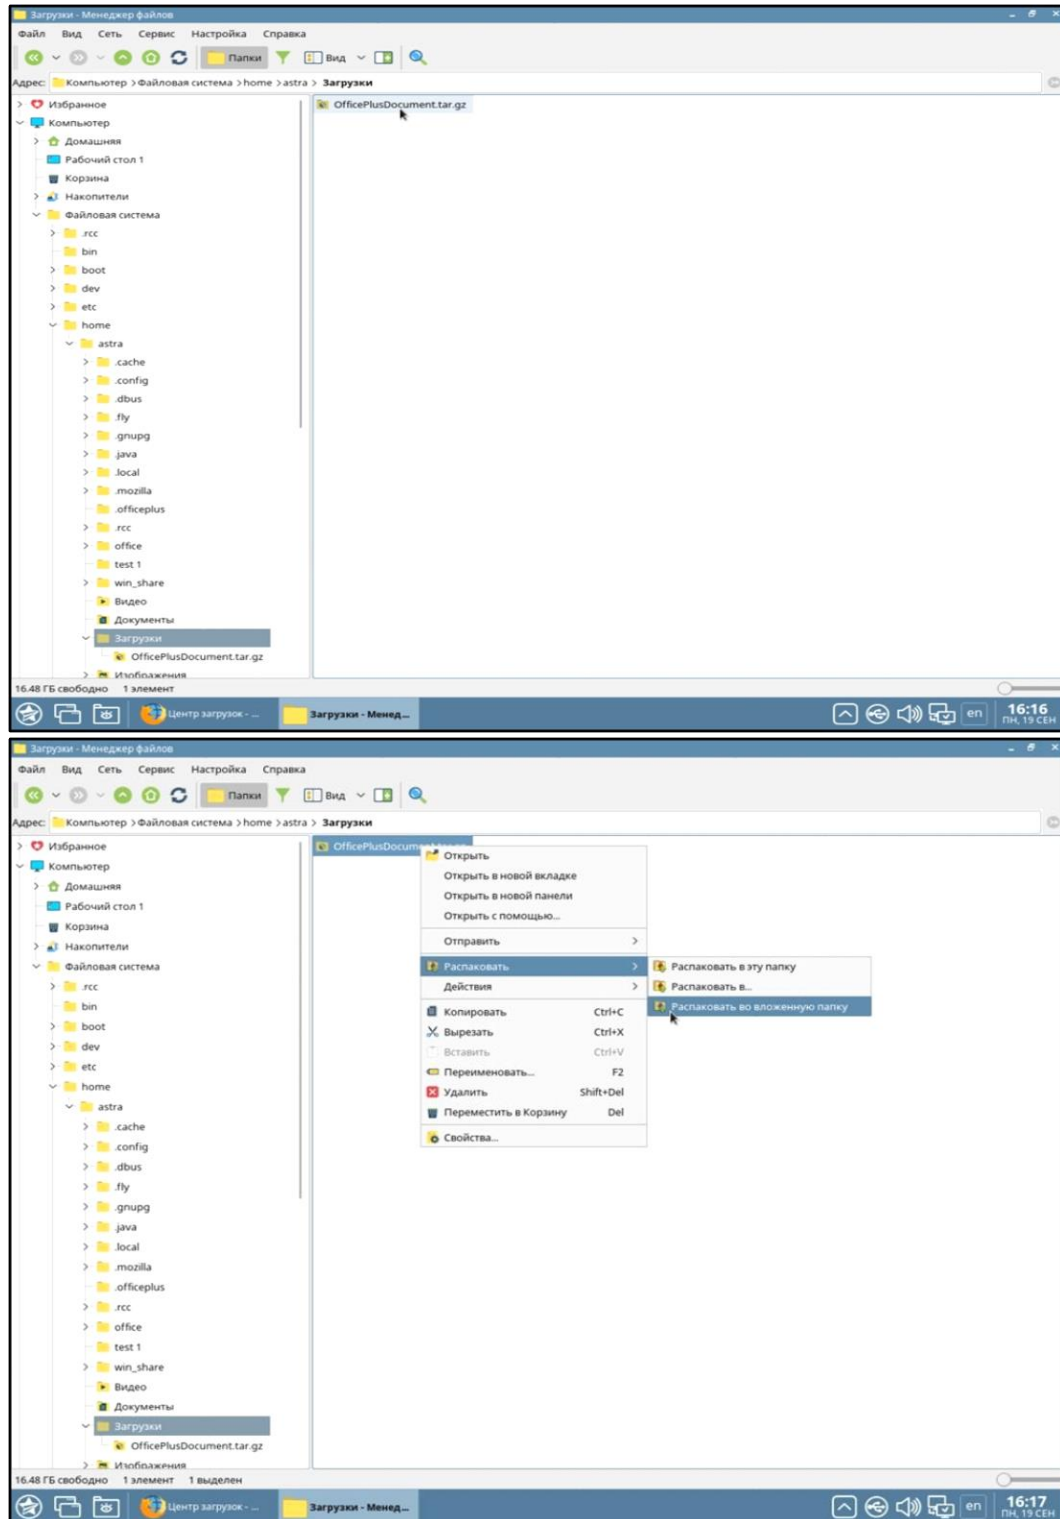 Загрузки - Менеджер файлов
Файл Вид Сеть Сервис Настройка Справка
Папки Вид
Адрес: Компьютер > Файловая система > home > astra > Загрузки
Избранное
OfficePlusDocument.tar.gz
Компьютер
Домашняя
Рабочий стол 1
Корзина
Накопители
Файловая система
.rcc
bin
boot
dev
etc
home
astra
.cache
.config
.dbus
.fly
.gnupg
.java
.local
.mozilla
.officeplus
.rcc
office
test 1
win_share
Видео
Документы
Загрузки
OfficePlusDocument.tar.gz
Изображения
16.48 ГБ свободно 1 элемент
Центр загрузок - ... Загрузки - Менед... en 16:16
ПН, 19 СЕН
Загрузки - Менеджер файлов
Файл Вид Сеть Сервис Настройка Справка
Папки Вид
Адрес: Компьютер > Файловая система > home > astra > Загрузки
Избранное
OfficePlusDocument
Компьютер
Домашняя
Рабочий стол 1
Корзина
Накопители
Файловая система
.rcc
bin
boot
dev
etc
home
astra
.cache
.config
.dbus
.fly
.gnupg
.java
.local
.mozilla
.officeplus
.rcc
office
test 1
win_share
Видео
Документы
Загрузки
OfficePlusDocument.tar.gz
Изображения
Открыть
Открыть в новой вкладке
Открыть в новой панели
Открыть с помощью...
Отправить
Распаковать
Действия
Копировать Ctrl+C
Вырезать Ctrl+X
Вставить Ctrl+V
Переименовать... F2
Удалить Shift+Del
Переместить в Корзину Del
Свойства...
Распаковать в эту папку
Распаковать в...
Распаковать во вложенную папку
16.48 ГБ свободно 1 элемент 1 выделен
Центр загрузок - ... Загрузки - Менед... en 16:17
ПН, 19 СЕН